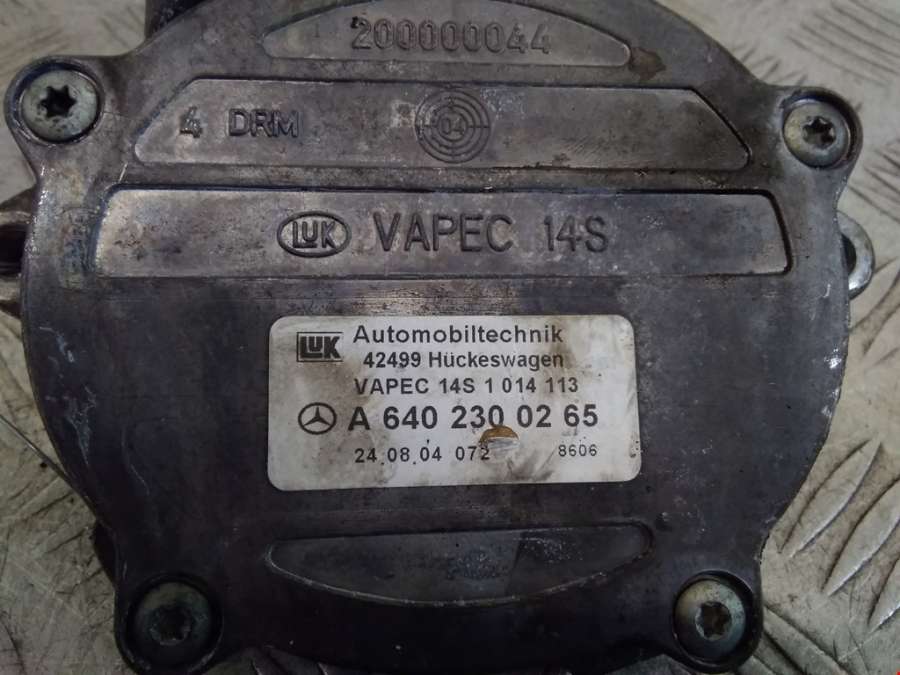 200000044
4 DRM 04
LUK VAPEC 14S
LUK Automobiltechnik
42499 Hückeswagen
VAPEC 14S 1 014 113
A 640 230 02 65
24.08.04 072 8606